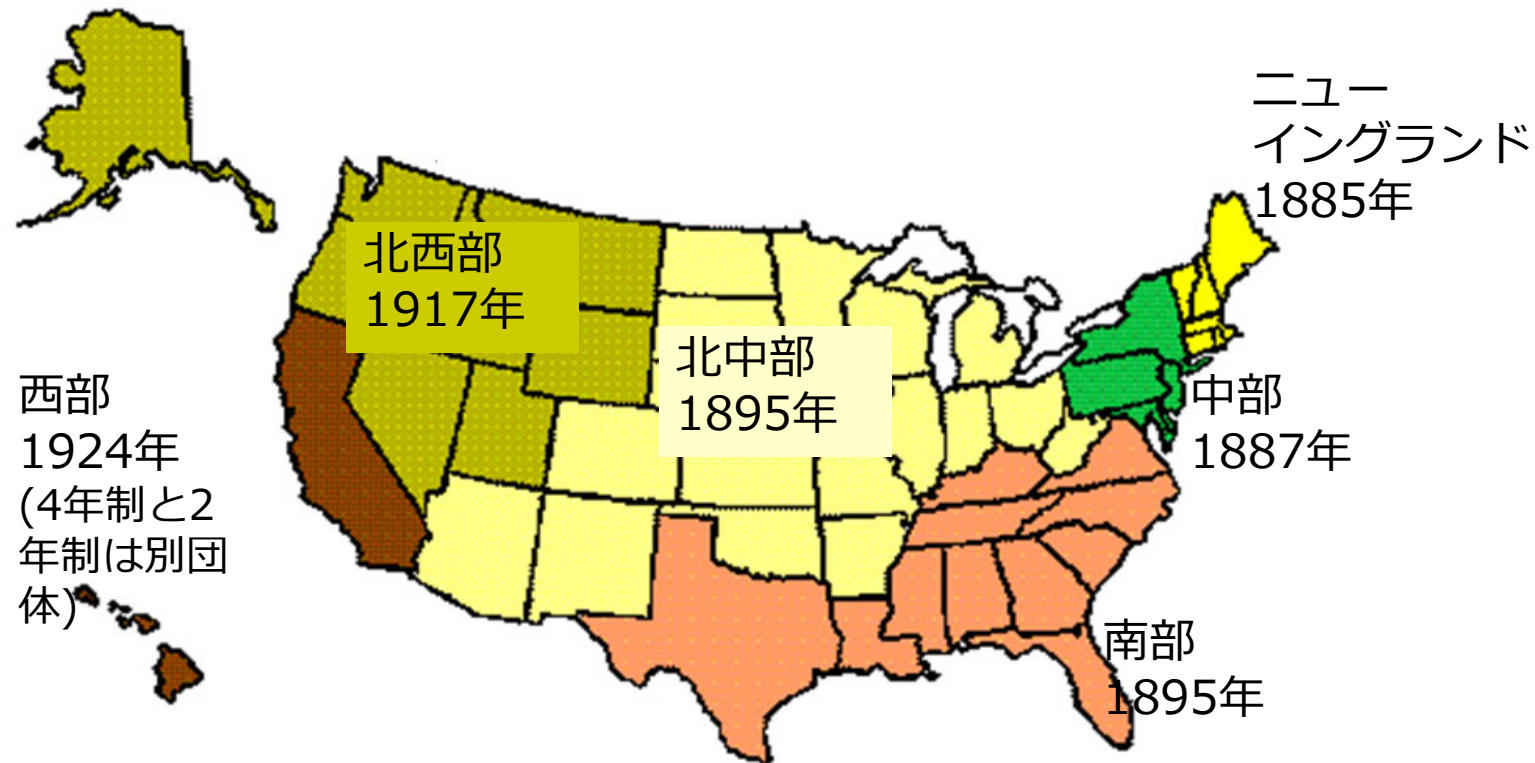 ニュー
イングランド
1885年
北西部
1917年
北中部
1895年
西部
1924年
(4年制と2
年制は別団
体)
中部
1887年
南部
1895年